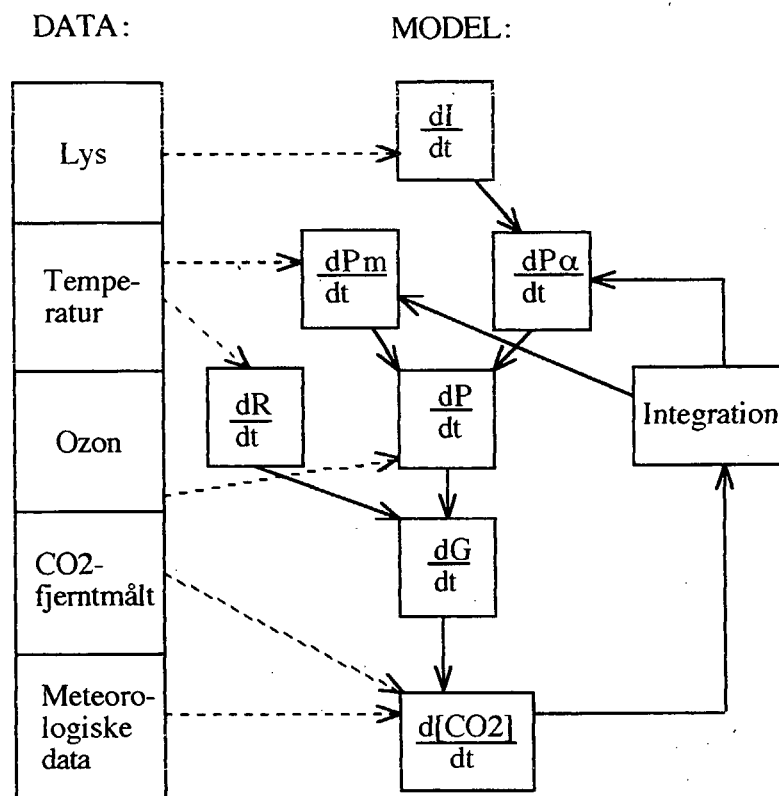 DATA:
MODEL:
Lys
dI
dt
Tempe-
ratur
dPm
dt
dPα
dt
Ozon
dR
dt
dP
dt
Integration
CO2-
fjerntmålt
dG
dt
Meteoro-
logiske
data
d[CO2]
dt